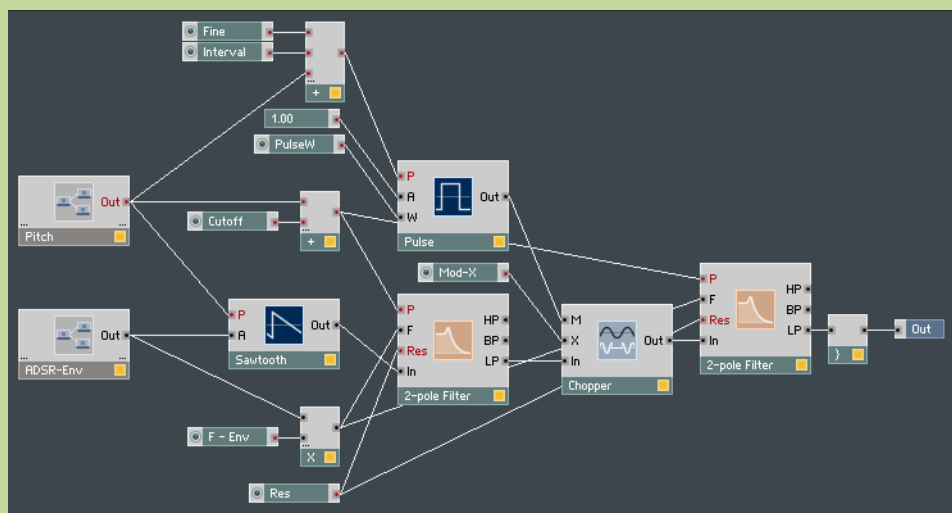 Fine
Interval
...
+
1.00
PulseW
P
A
W
Out
Pulse
Out
...
...
Pitch
Cutoff
...
+
Mod-X
P
F
Res
In
HP
BP
LP
2-pole Filter
Out
...
...
ADSR-Env
P
A
Out
Sawtooth
P
F
Res
In
HP
BP
LP
2-pole Filter
M
X
In
Out
Chopper
}
Out
F - Env
...
X
Res